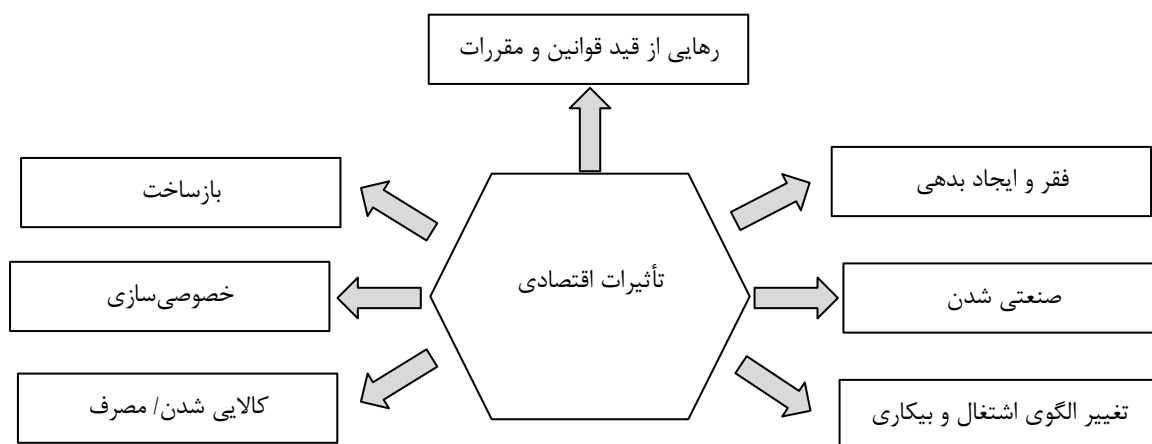 رهایی از قید قوانین و مقررات
فقر و ایجاد بدهی
بازساخت
تأثیرات اقتصادی
صنعتی شدن
خصوصی‌سازی
تغییر الگوی اشتغال و بیکاری
کالایی شدن/ مصرف